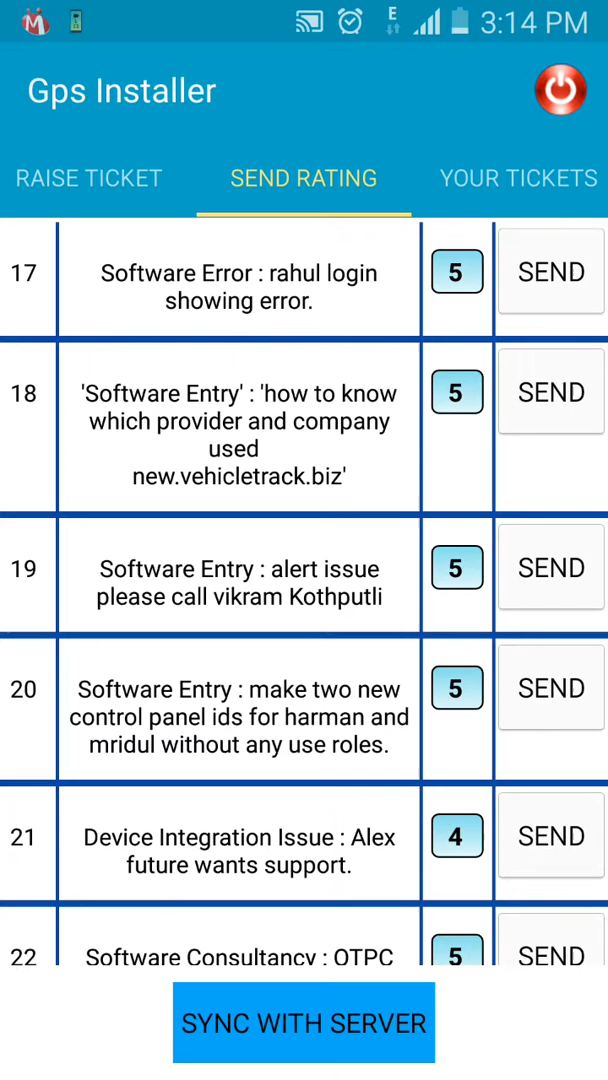 E
3:14 PM
Gps Installer
RAISE TICKET
SEND RATING
YOUR TICKETS
17
Software Error : rahul login
showing error.
5
SEND
18
'Software Entry' : 'how to know
which provider and company
used
new.vehicletrack.biz'
5
SEND
19
Software Entry : alert issue
please call vikram Kothputli
5
SEND
20
Software Entry : make two new
control panel ids for harman and
mridul without any use roles.
5
SEND
21
Device Integration Issue : Alex
future wants support.
4
SEND
22
Software Consultancy : OTPC
5
SEND
SYNC WITH SERVER